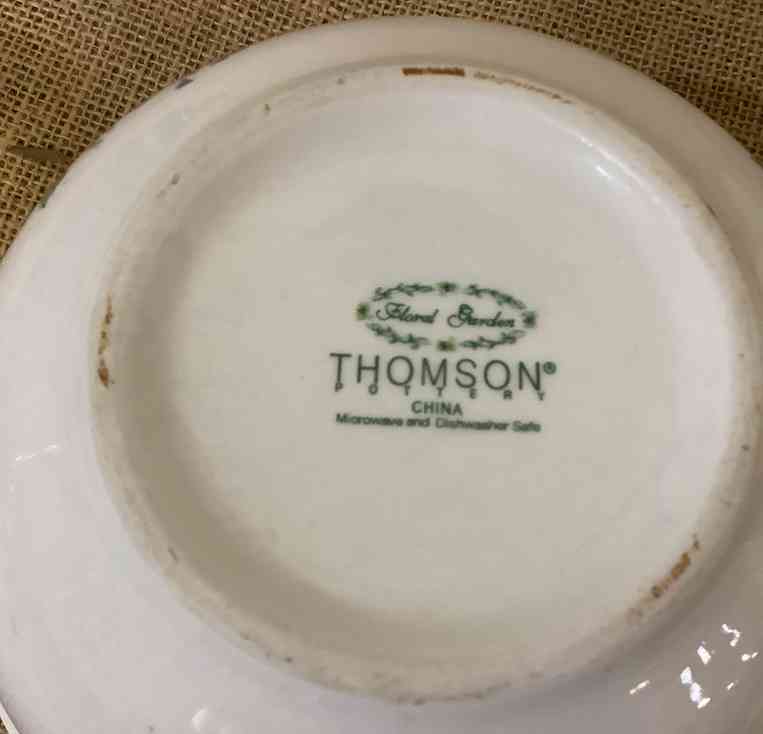 Floral Garden
THOMSON®
POTTERY
CHINA
Microwave and Dishwasher Safe